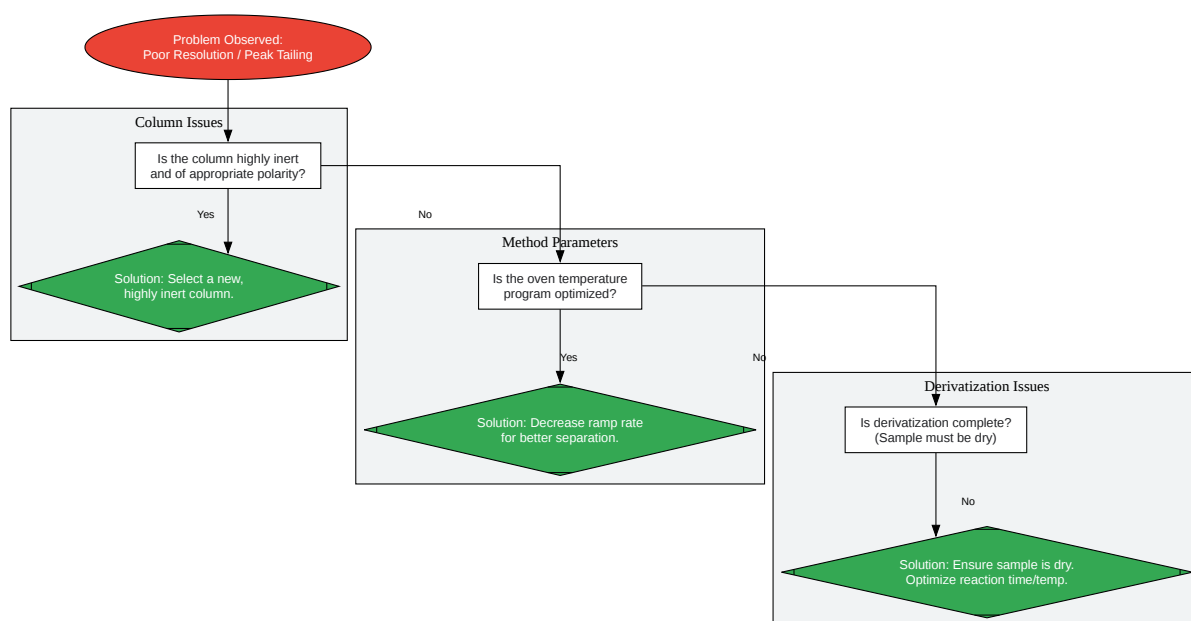 Problem Observed:
Poor Resolution / Peak Tailing
Column Issues
Is the column highly inert
and of appropriate polarity?
Yes
No
Solution: Select a new,
highly inert column.
Method Parameters
Is the oven temperature
program optimized?
Yes
No
Solution: Decrease ramp rate
for better separation.
Derivatization Issues
Is derivatization complete?
(Sample must be dry)
No
Solution: Ensure sample is dry.
Optimize reaction time/temp.